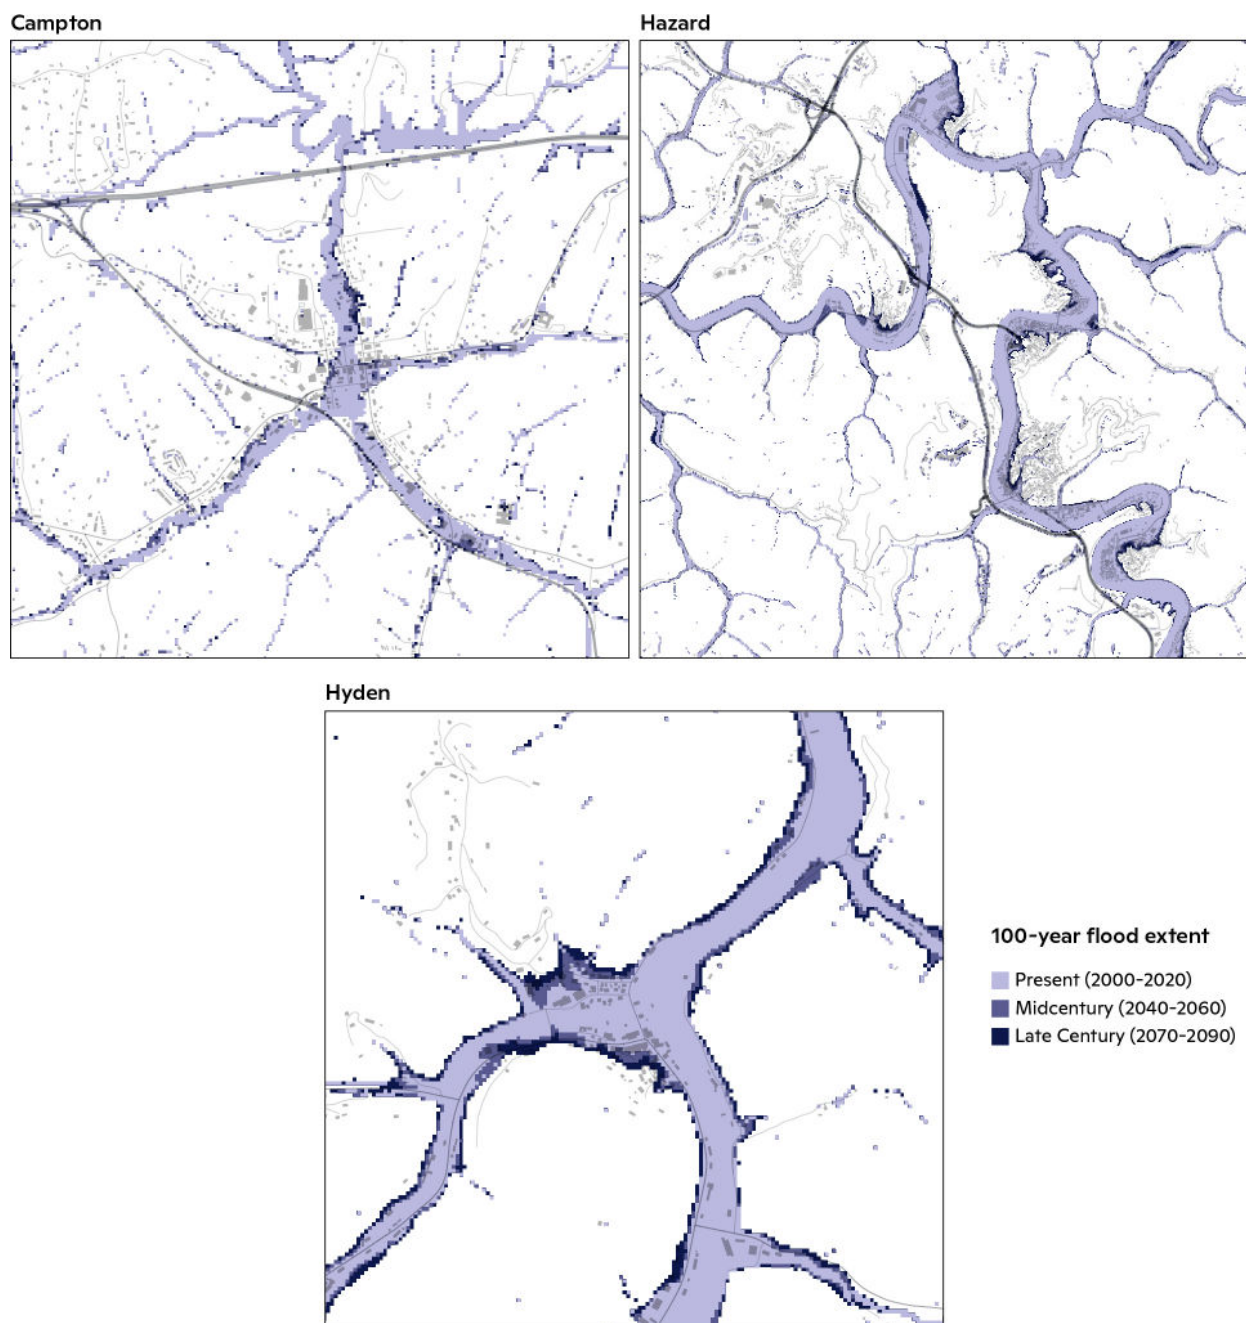 Campton
Hazard
Hyden
100-year flood extent
Present (2000-2020)
Midcentury (2040-2060)
Late Century (2070-2090)